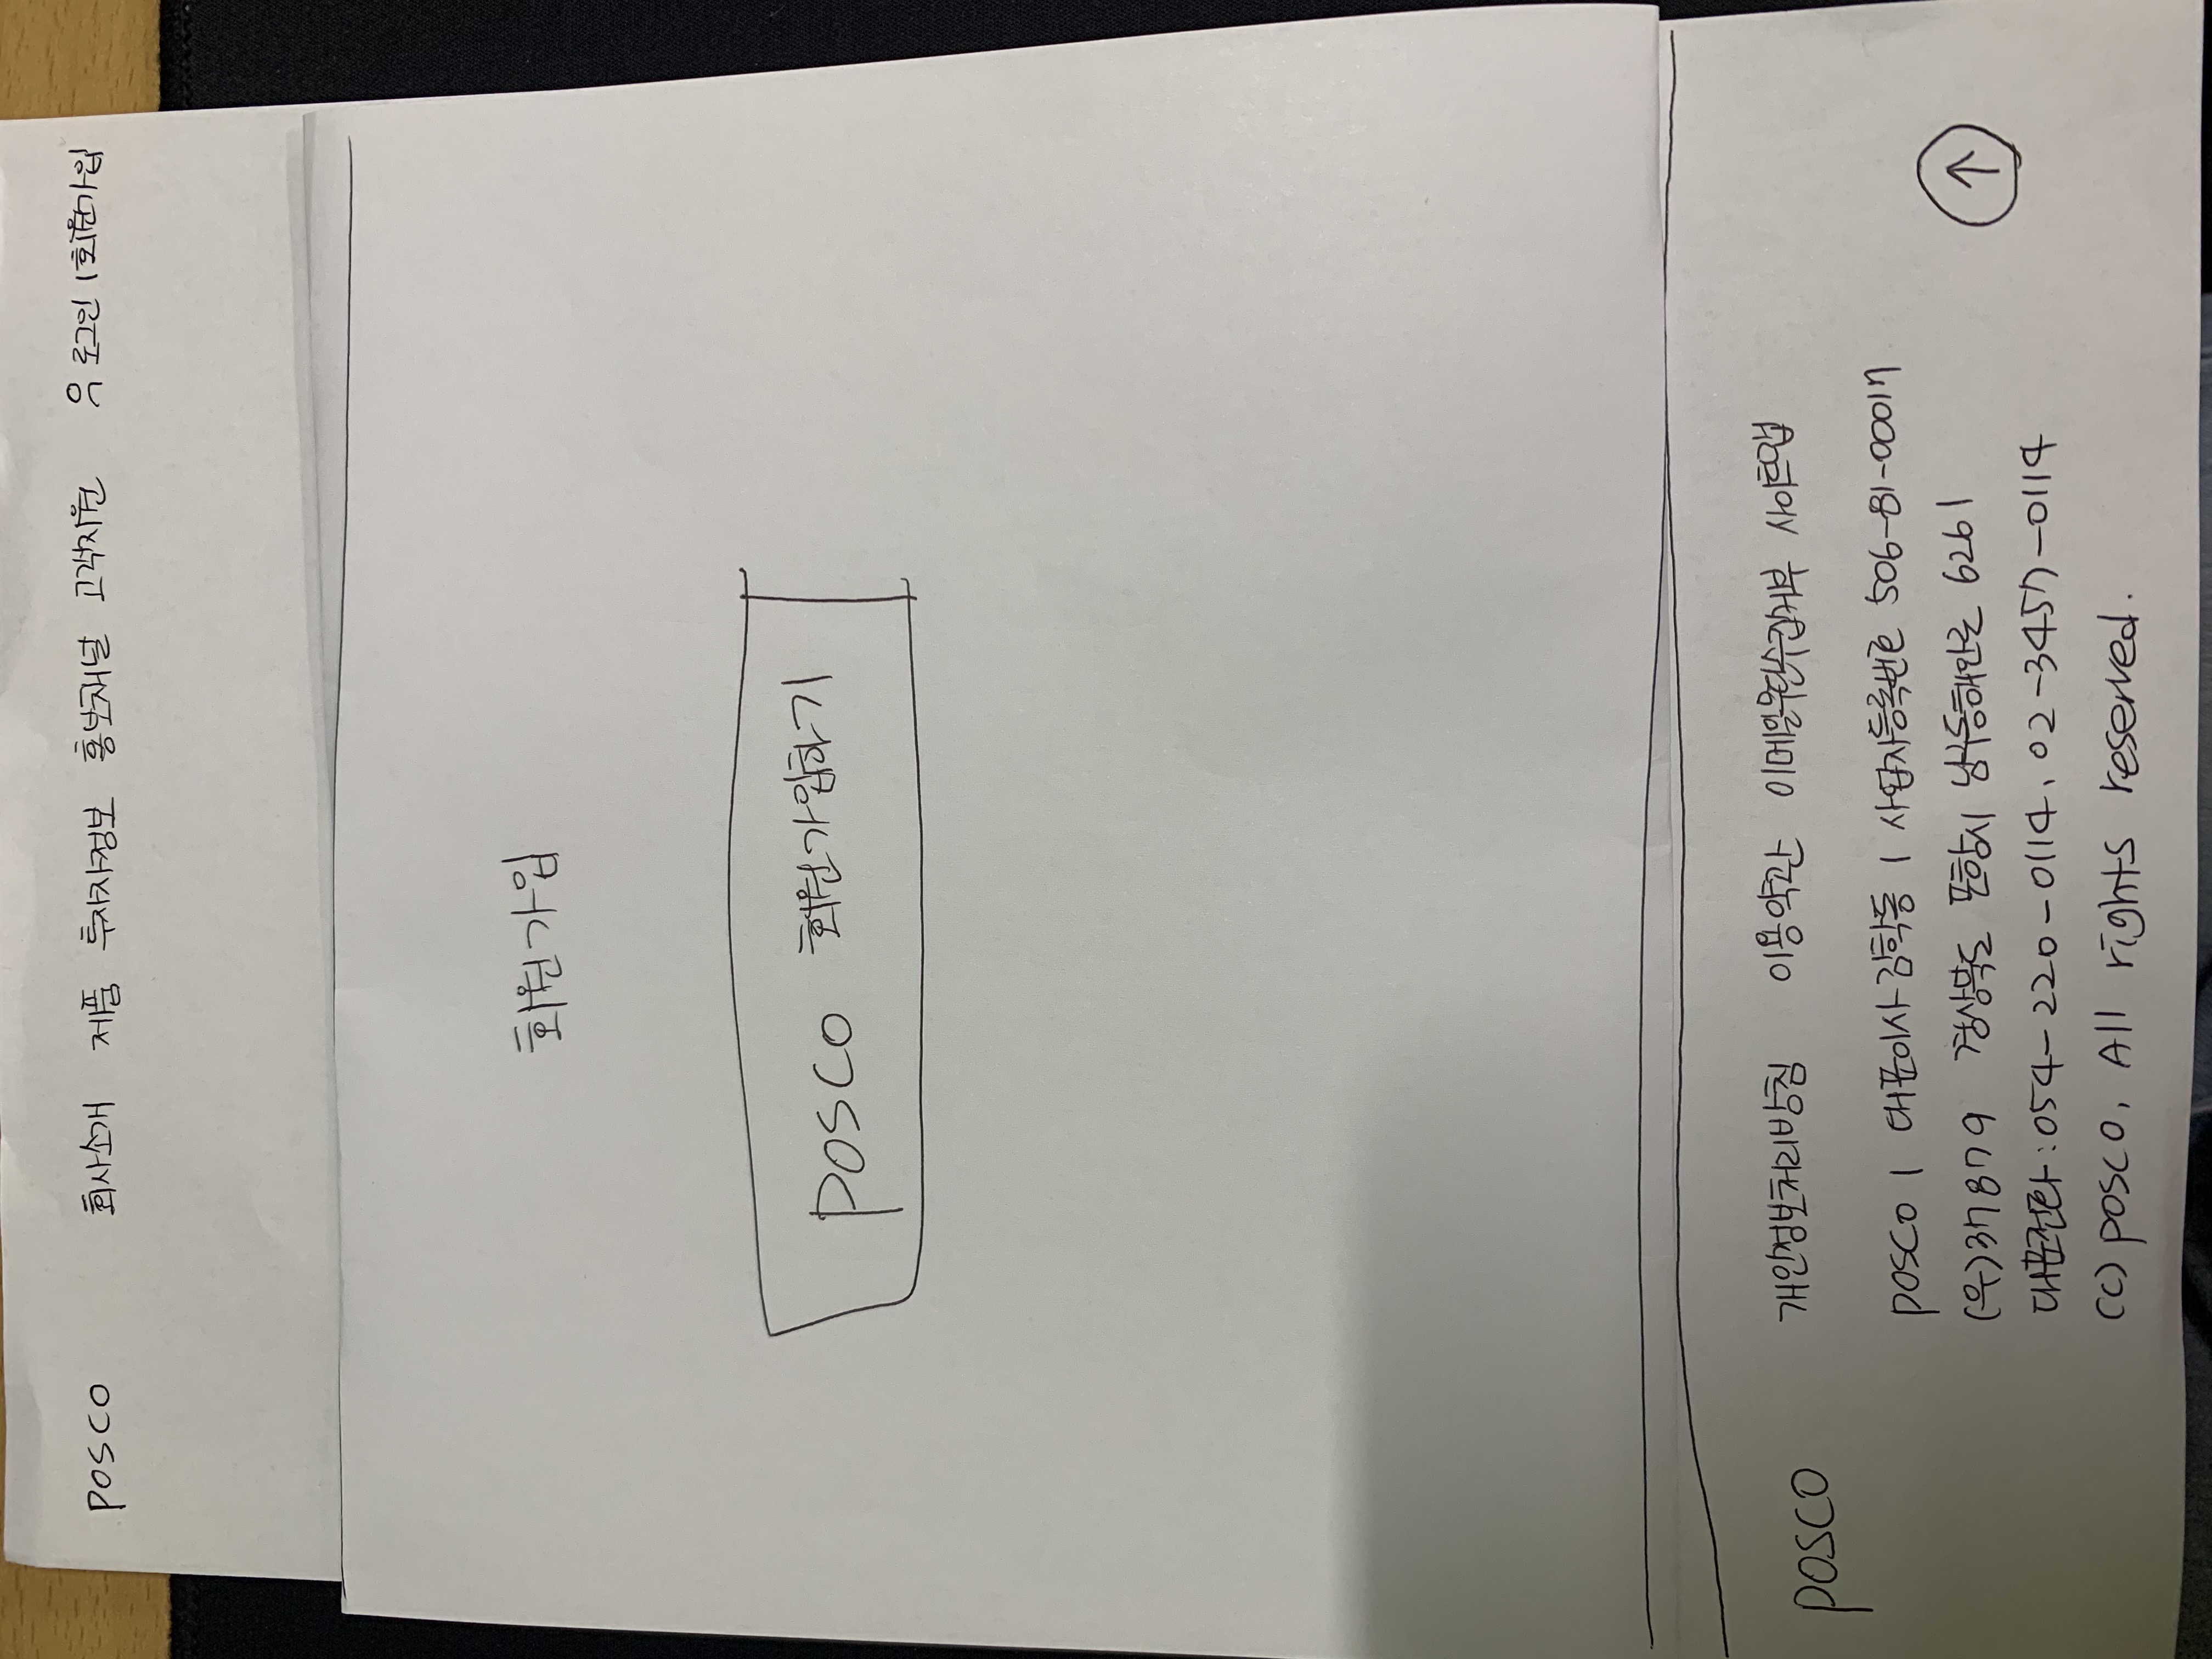 POSCO 회사소개 제품 투자자정보 홍보채널 고객지원 로그인 | 회원가입
회원가입
POSCO 회원가입하기
POSCO
개인정보처리방침 이용약관 이메일무단수집거부 사이트맵
POSCO | 대표이사 김학동 | 사업자등록번호 506-81-00017
(우)37879 경상북도 포항시 남구동해안로 6261
대표전화 : 054-220-0114, 02-3457-0114
(C) POSCO, All rights reserved.